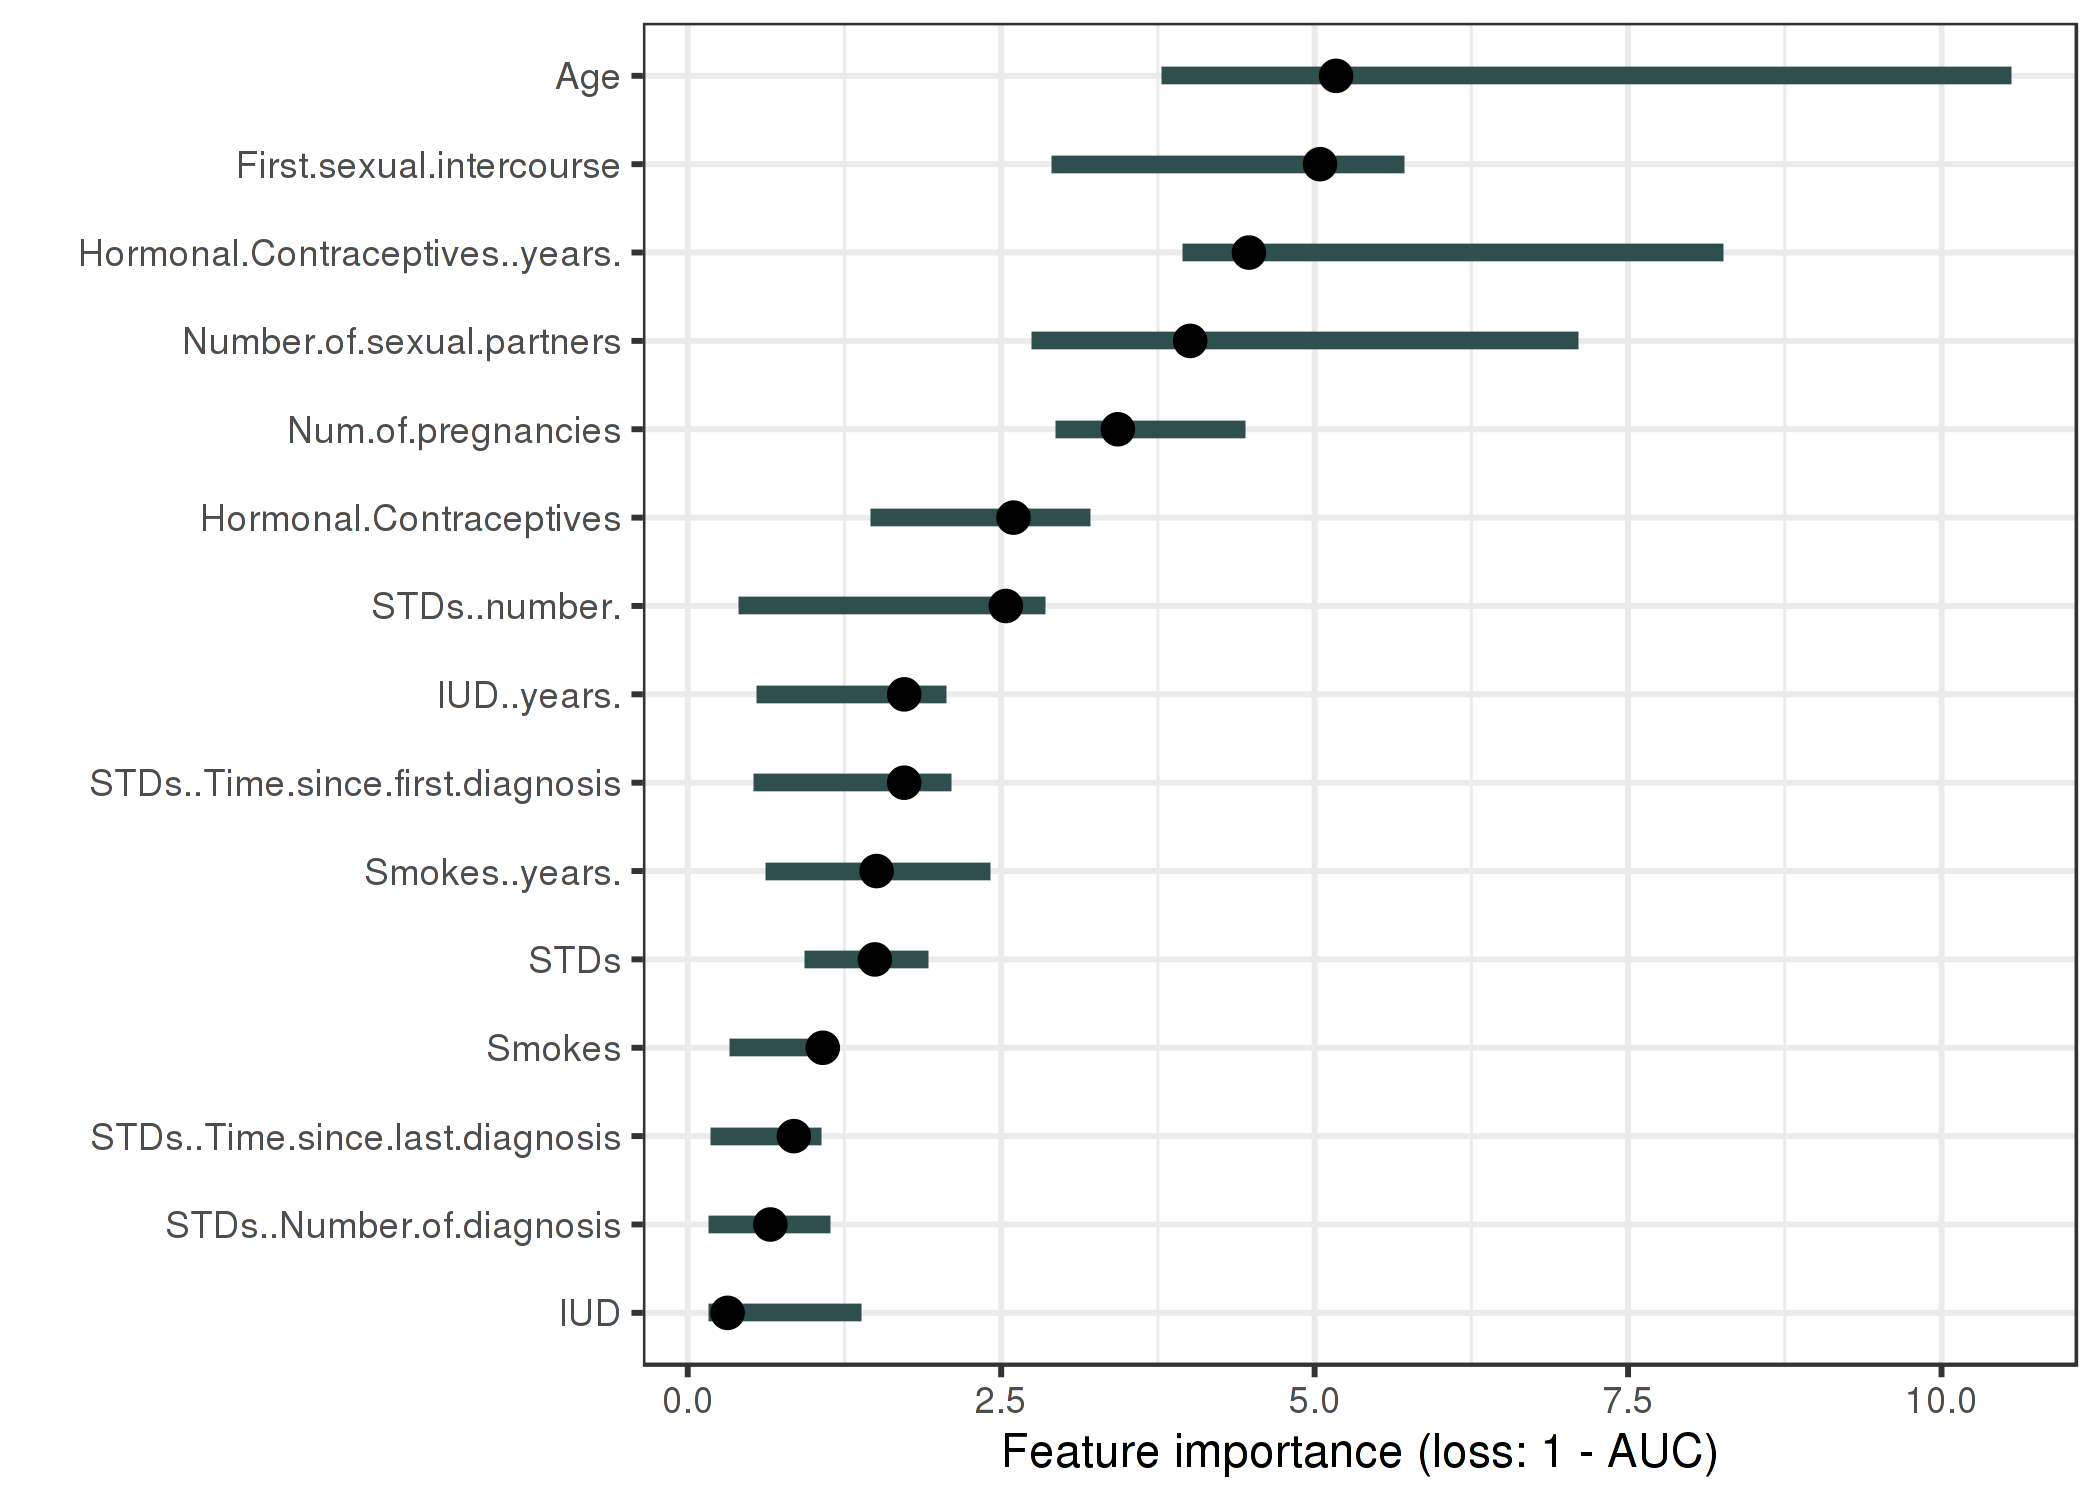 Age
First.sexual.intercourse
Hormonal.Contraceptives..years.
Number.of.sexual.partners
Num.of.pregnancies
Hormonal.Contraceptives
STDs..number.
IUD..years.
STDs..Time.since.first.diagnosis
Smokes..years.
STDs
Smokes
STDs..Time.since.last.diagnosis
STDs..Number.of.diagnosis
IUD
0.0 2.5 5.0 7.5 10.0
Feature importance (loss: 1 - AUC)